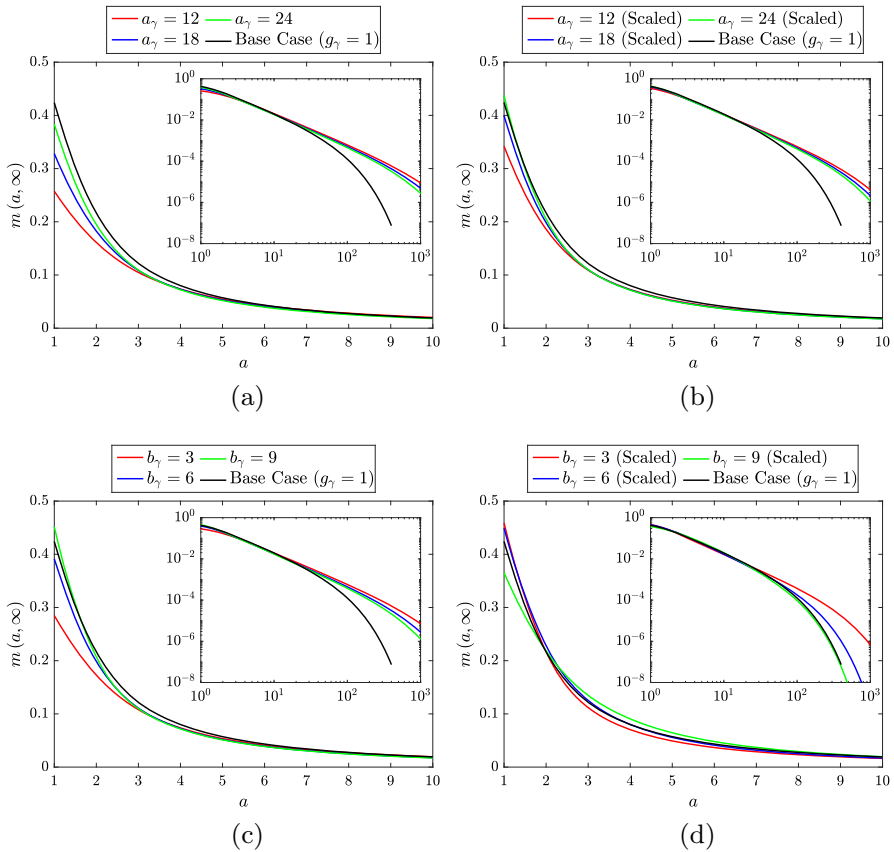 a_γ = 12 a_γ = 24
a_γ = 18 Base Case (g_γ = 1)
0.5
0.4
0.3
0.2
0.1
0
m (a, ∞)
1 2 3 4 5 6 7 8 9 10
a
10^0
10^−2
10^−4
10^−6
10^−8
10^0 10^1 10^2 10^3
(a)
a_γ = 12 (Scaled) a_γ = 24 (Scaled)
a_γ = 18 (Scaled) Base Case (g_γ = 1)
0.5
0.4
0.3
0.2
0.1
0
m (a, ∞)
1 2 3 4 5 6 7 8 9 10
a
10^0
10^−2
10^−4
10^−6
10^−8
10^0 10^1 10^2 10^3
(b)
b_γ = 3 b_γ = 9
b_γ = 6 Base Case (g_γ = 1)
0.5
0.4
0.3
0.2
0.1
0
m (a, ∞)
1 2 3 4 5 6 7 8 9 10
a
10^0
10^−2
10^−4
10^−6
10^−8
10^0 10^1 10^2 10^3
(c)
b_γ = 3 (Scaled) b_γ = 9 (Scaled)
b_γ = 6 (Scaled) Base Case (g_γ = 1)
0.5
0.4
0.3
0.2
0.1
0
m (a, ∞)
1 2 3 4 5 6 7 8 9 10
a
10^0
10^−2
10^−4
10^−6
10^−8
10^0 10^1 10^2 10^3
(d)